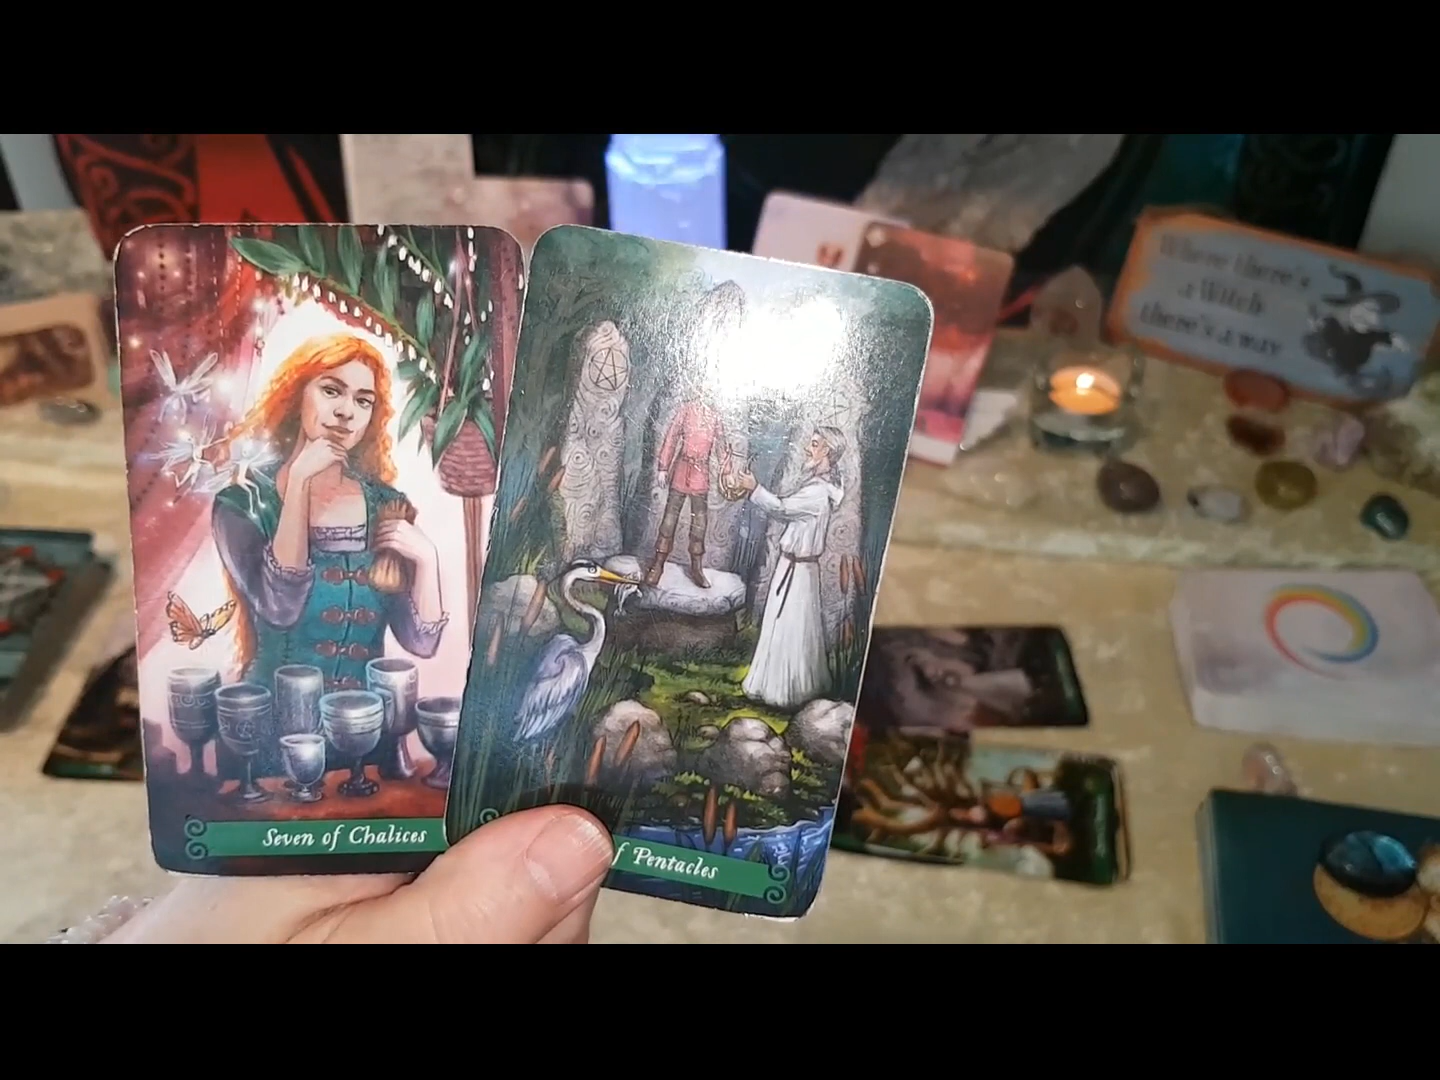 Where there's
a Witch
there's a way
Seven of Chalices
f Pentacles